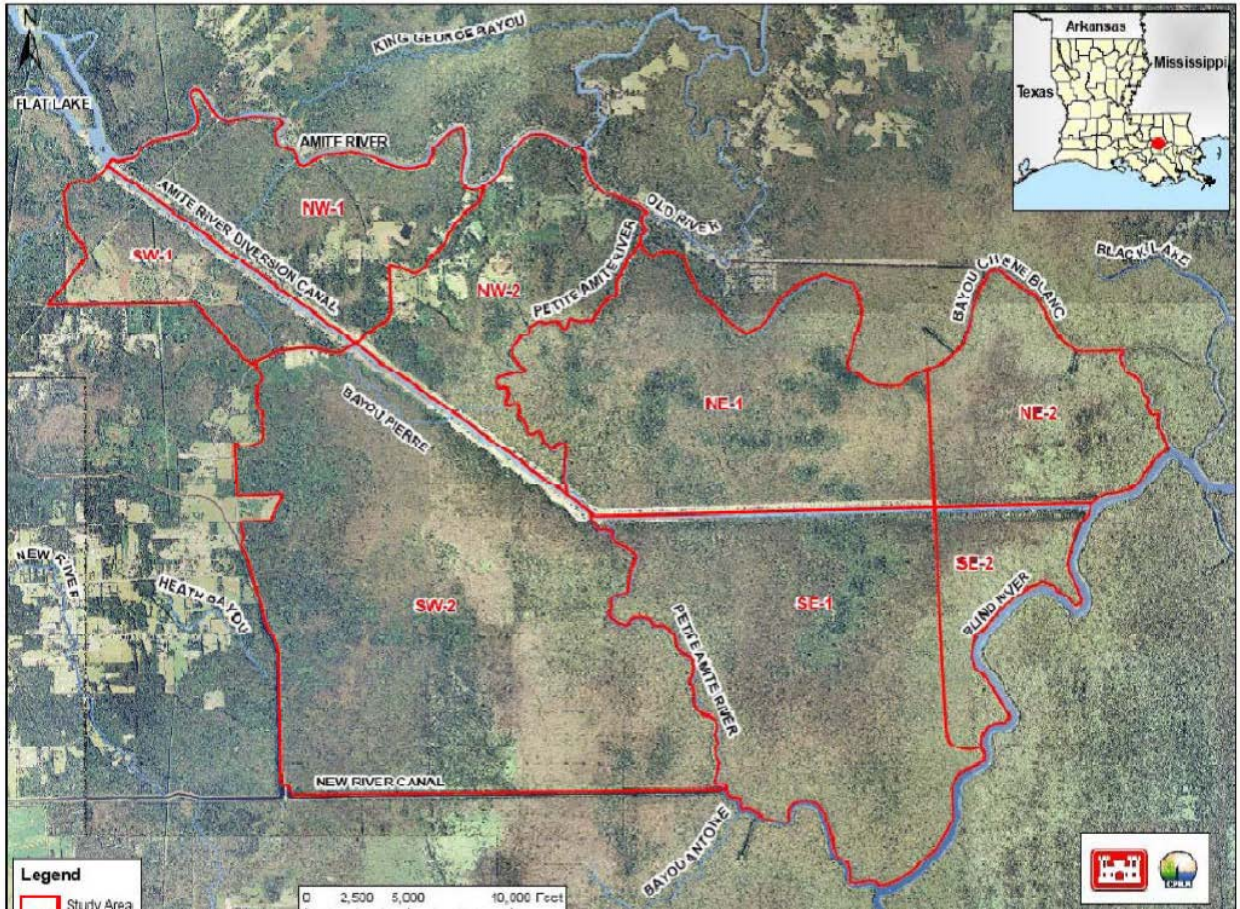 N
KING GEORGE BAYOU
Arkansas
Mississippi
Texas
FLAT LAKE
AMITE RIVER
AMITE RIVER DIVERSION CANAL
NW-1
SW-1
OLD RIVER
PETITE AMITE RIVER
NW-2
BAYOU CHENE BLANC
BLACK LAKE
BAYOU PIERRE
NE-1
NE-2
NEW RIVER
HEATH BAYOU
SW-2
PETITE AMITE RIVER
SE-1
SE-2
BLIND RIVER
NEW RIVER CANAL
BAYOU ANTONE
Legend
Study Area
0 2,500 5,000 10,000 Feet